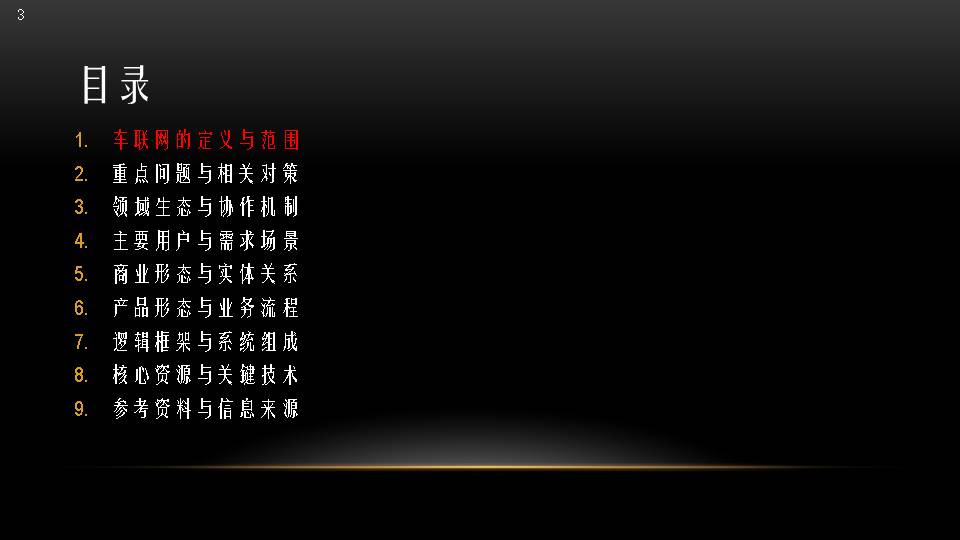 3
目录
1. 车联网的定义与范围
2. 重点问题与相关对策
3. 领域生态与协作机制
4. 主要用户与需求场景
5. 商业形态与实体关系
6. 产品形态与业务流程
7. 逻辑框架与系统组成
8. 核心资源与关键技术
9. 参考资料与信息来源